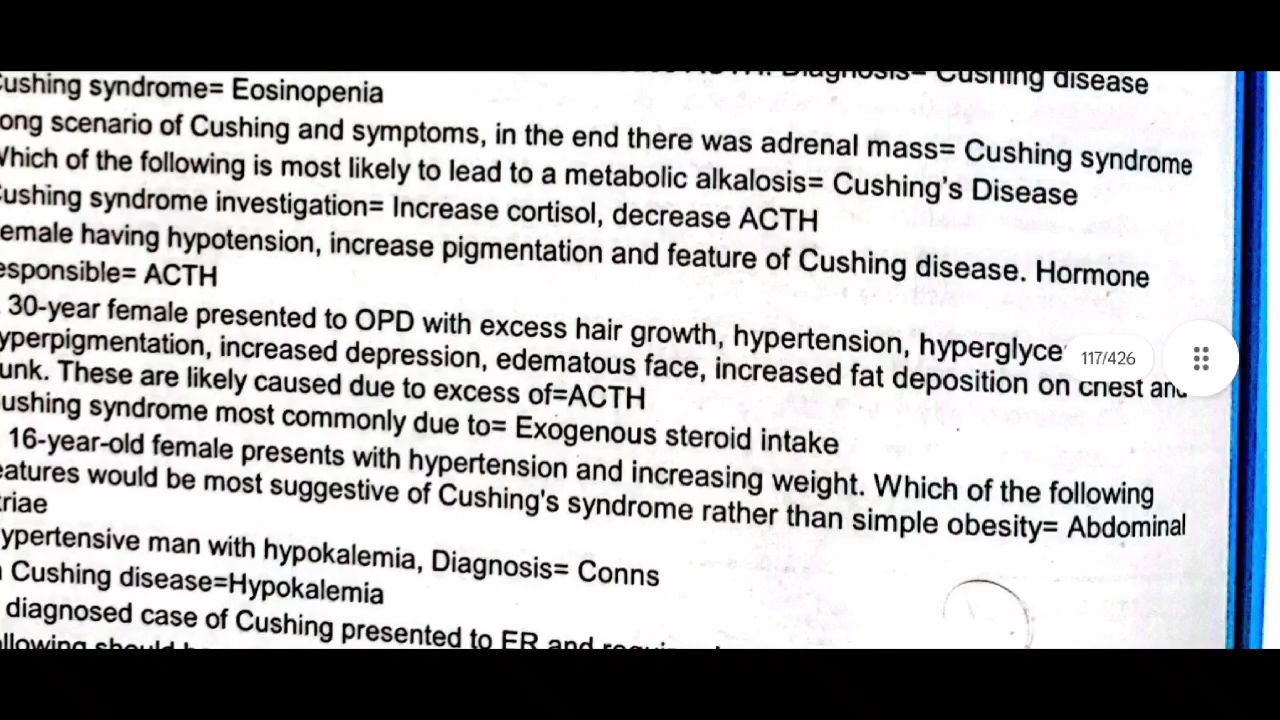 Diagnosis= Cushing disease
ushing syndrome= Eosinopenia
ong scenario of Cushing and symptoms, in the end there was adrenal mass= Cushing syndrome
Which of the following is most likely to lead to a metabolic alkalosis= Cushing's Disease
ushing syndrome investigation= Increase cortisol, decrease ACTH
emale having hypotension, increase pigmentation and feature of Cushing disease. Hormone
esponsible= ACTH
30-year female presented to OPD with excess hair growth, hypertension, hyperglyce
117/426
yperpigmentation, increased depression, edematous face, increased fat deposition on chest and
unk. These are likely caused due to excess of=ACTH
ushing syndrome most commonly due to= Exogenous steroid intake
16-year-old female presents with hypertension and increasing weight. Which of the following
eatures would be most suggestive of Cushing's syndrome rather than simple obesity= Abdominal
triae
ypertensive man with hypokalemia, Diagnosis= Conns
Cushing disease=Hypokalemia
diagnosed case of Cushing presented to ER and